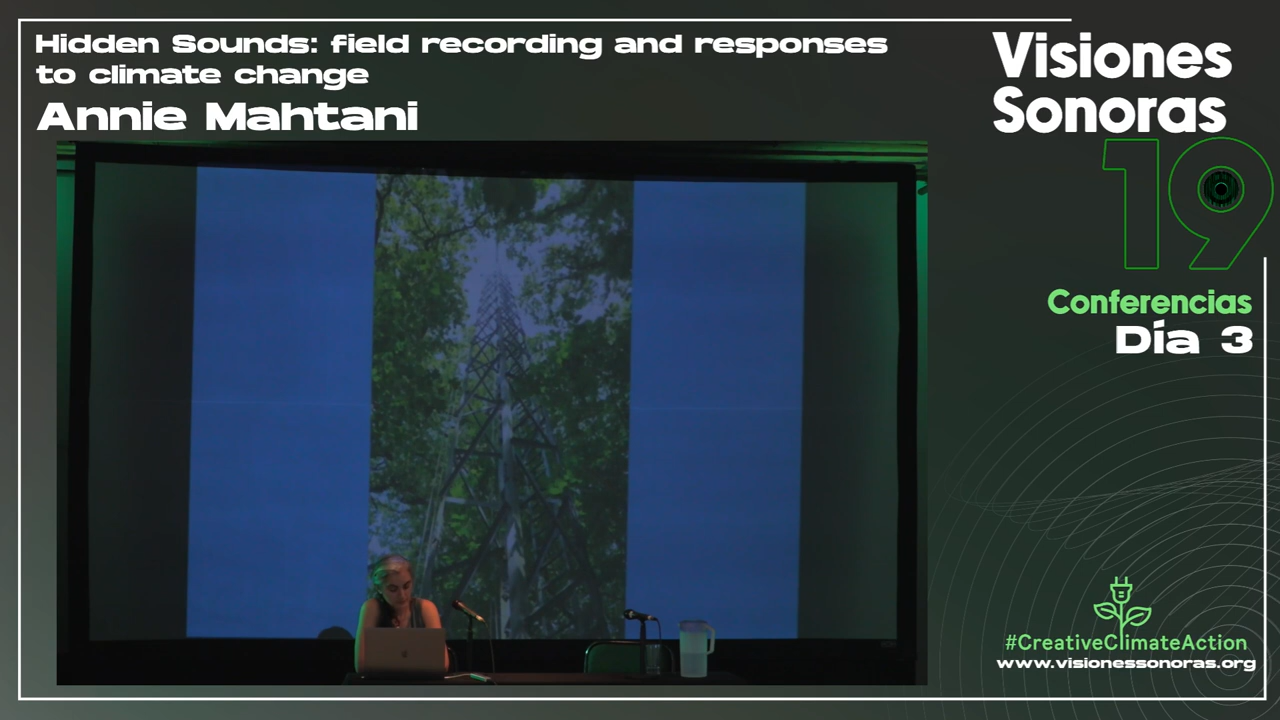 Hidden Sounds: field recording and responses
to climate change
Annie Mahtani
Visiones
Sonoras
19
Conferencias
Día 3
#CreativeClimateAction
www.visionessonoras.org